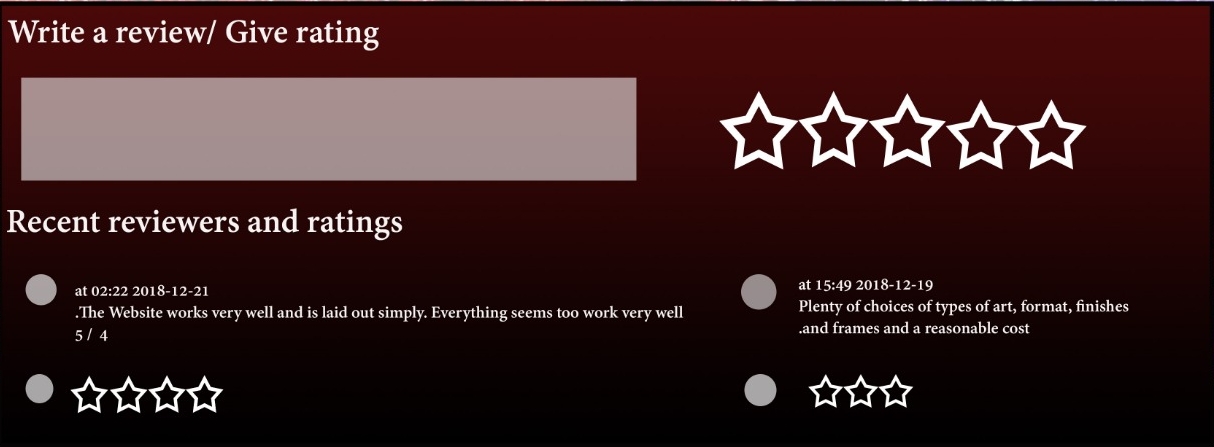 Write a review/ Give rating
Recent reviewers and ratings
at 02:22 2018-12-21
.The Website works very well and is laid out simply. Everything seems too work very well
5 / 4
at 15:49 2018-12-19
Plenty of choices of types of art, format, finishes
.and frames and a reasonable cost